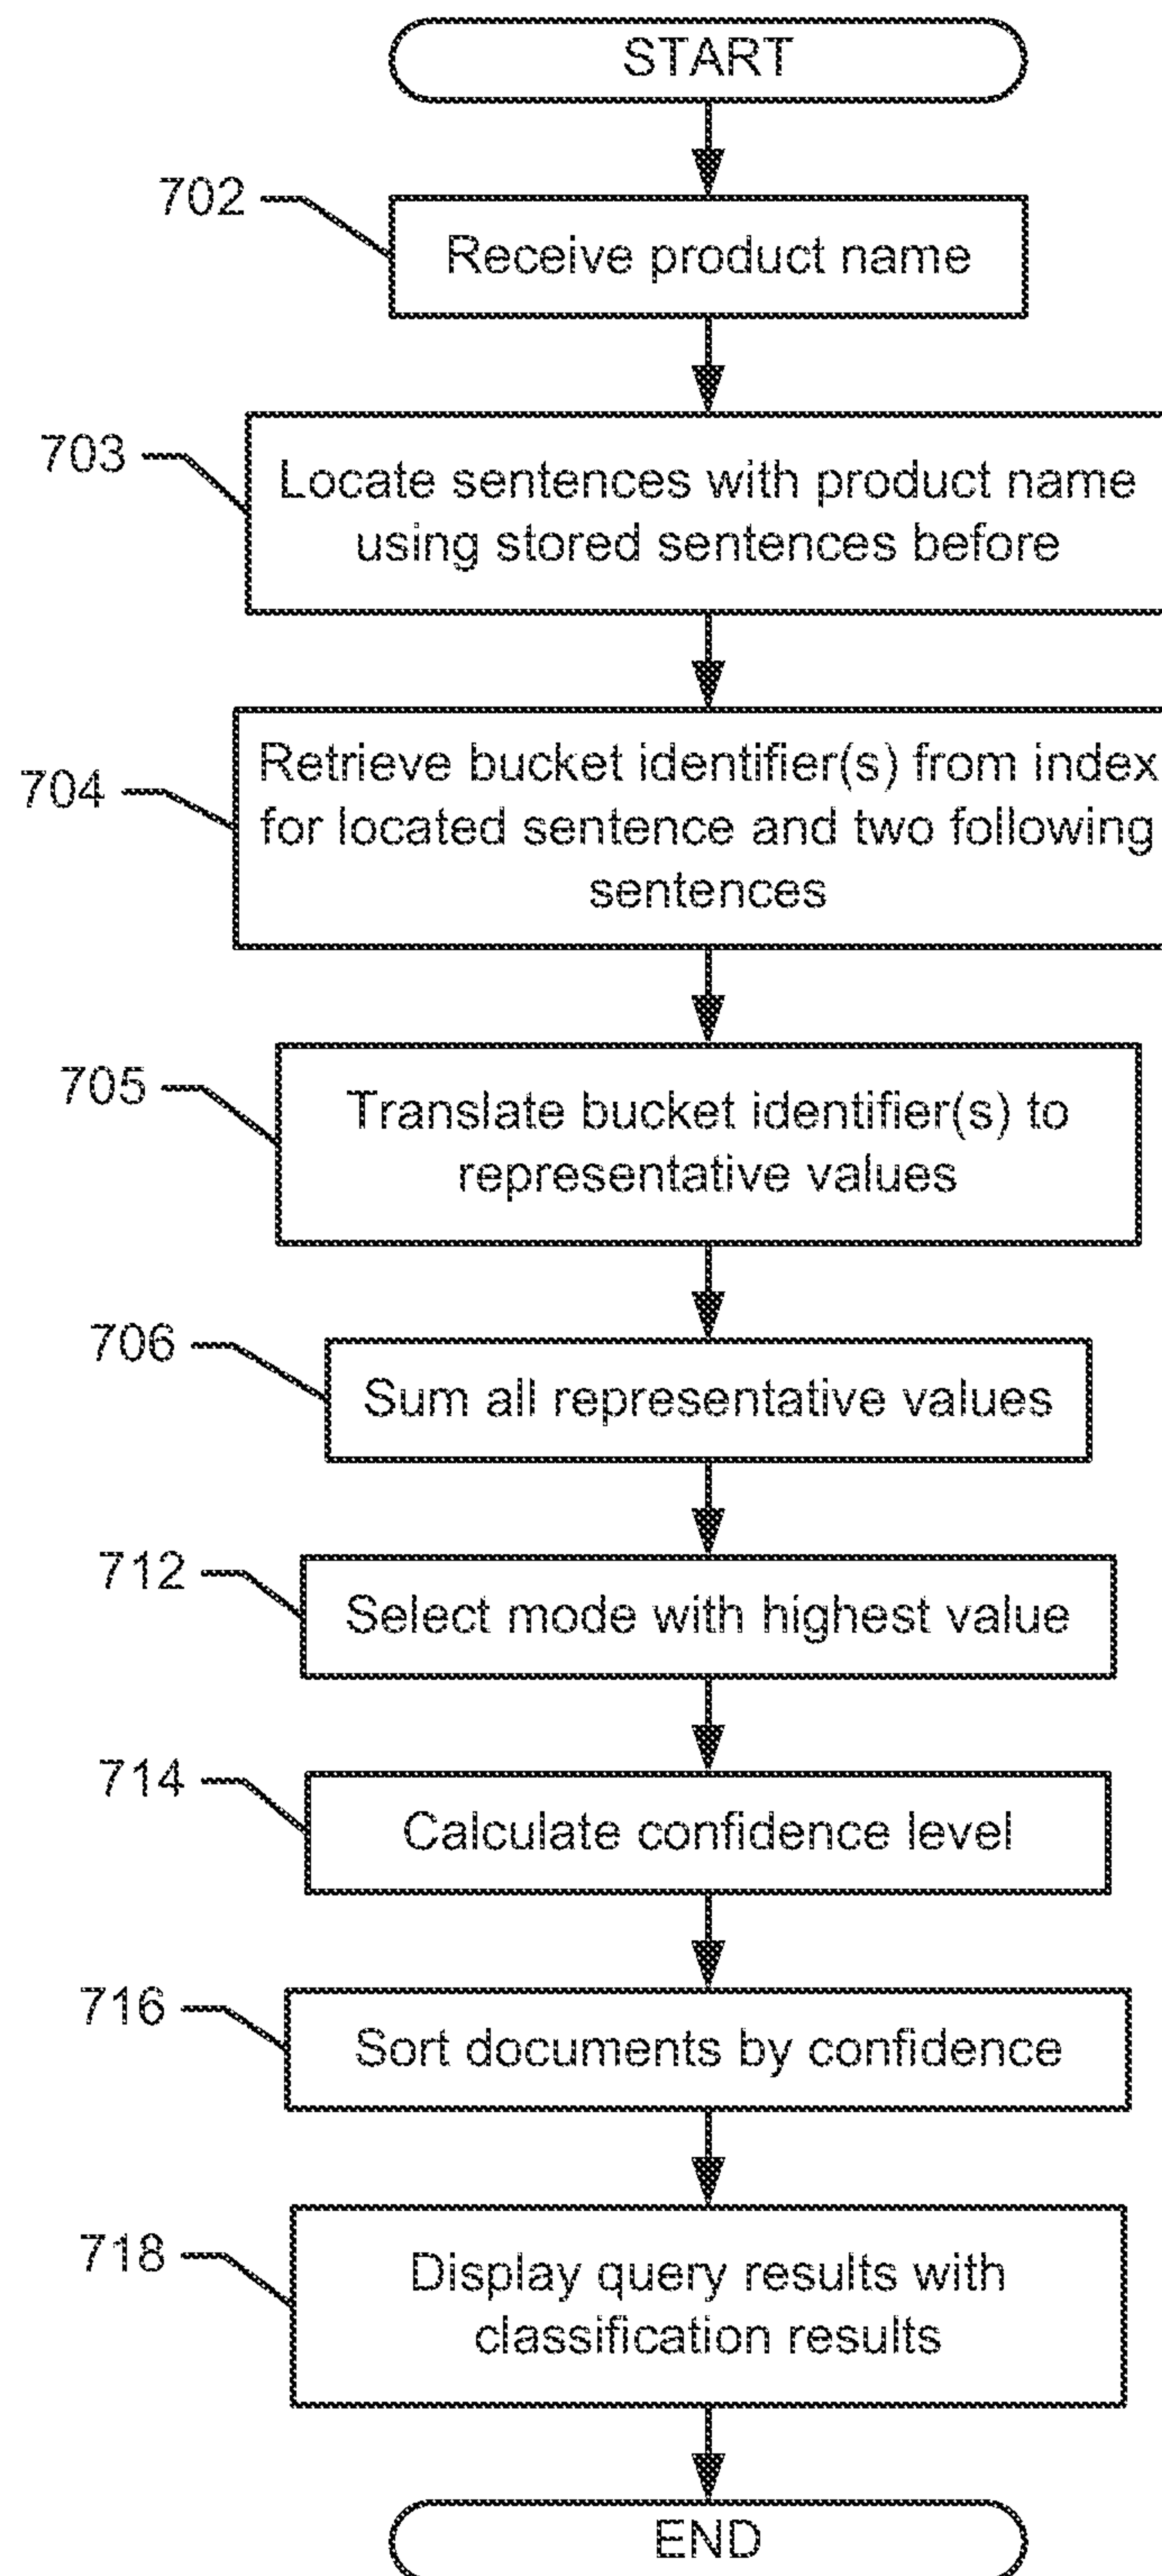 START
702
Receive product name
703
Locate sentences with product name
using stored sentences before
704
Retrieve bucket identifier(s) from index
for located sentence and two following
sentences
705
Translate bucket identifier(s) to
representative values
706
Sum all representative values
712
Select mode with highest value
714
Calculate confidence level
716
Sort documents by confidence
718
Display query results with
classification results
END